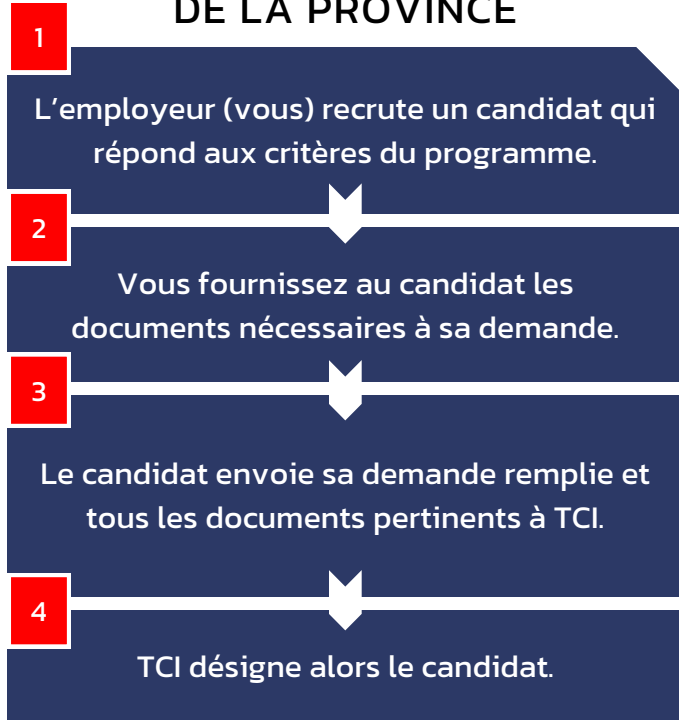 DE LA PROVINCE
1
L'employeur (vous) recrute un candidat qui
répond aux critères du programme.
2
Vous fournissez au candidat les
documents nécessaires à sa demande.
3
Le candidat envoie sa demande remplie et
tous les documents pertinents à TCI.
4
TCI désigne alors le candidat.